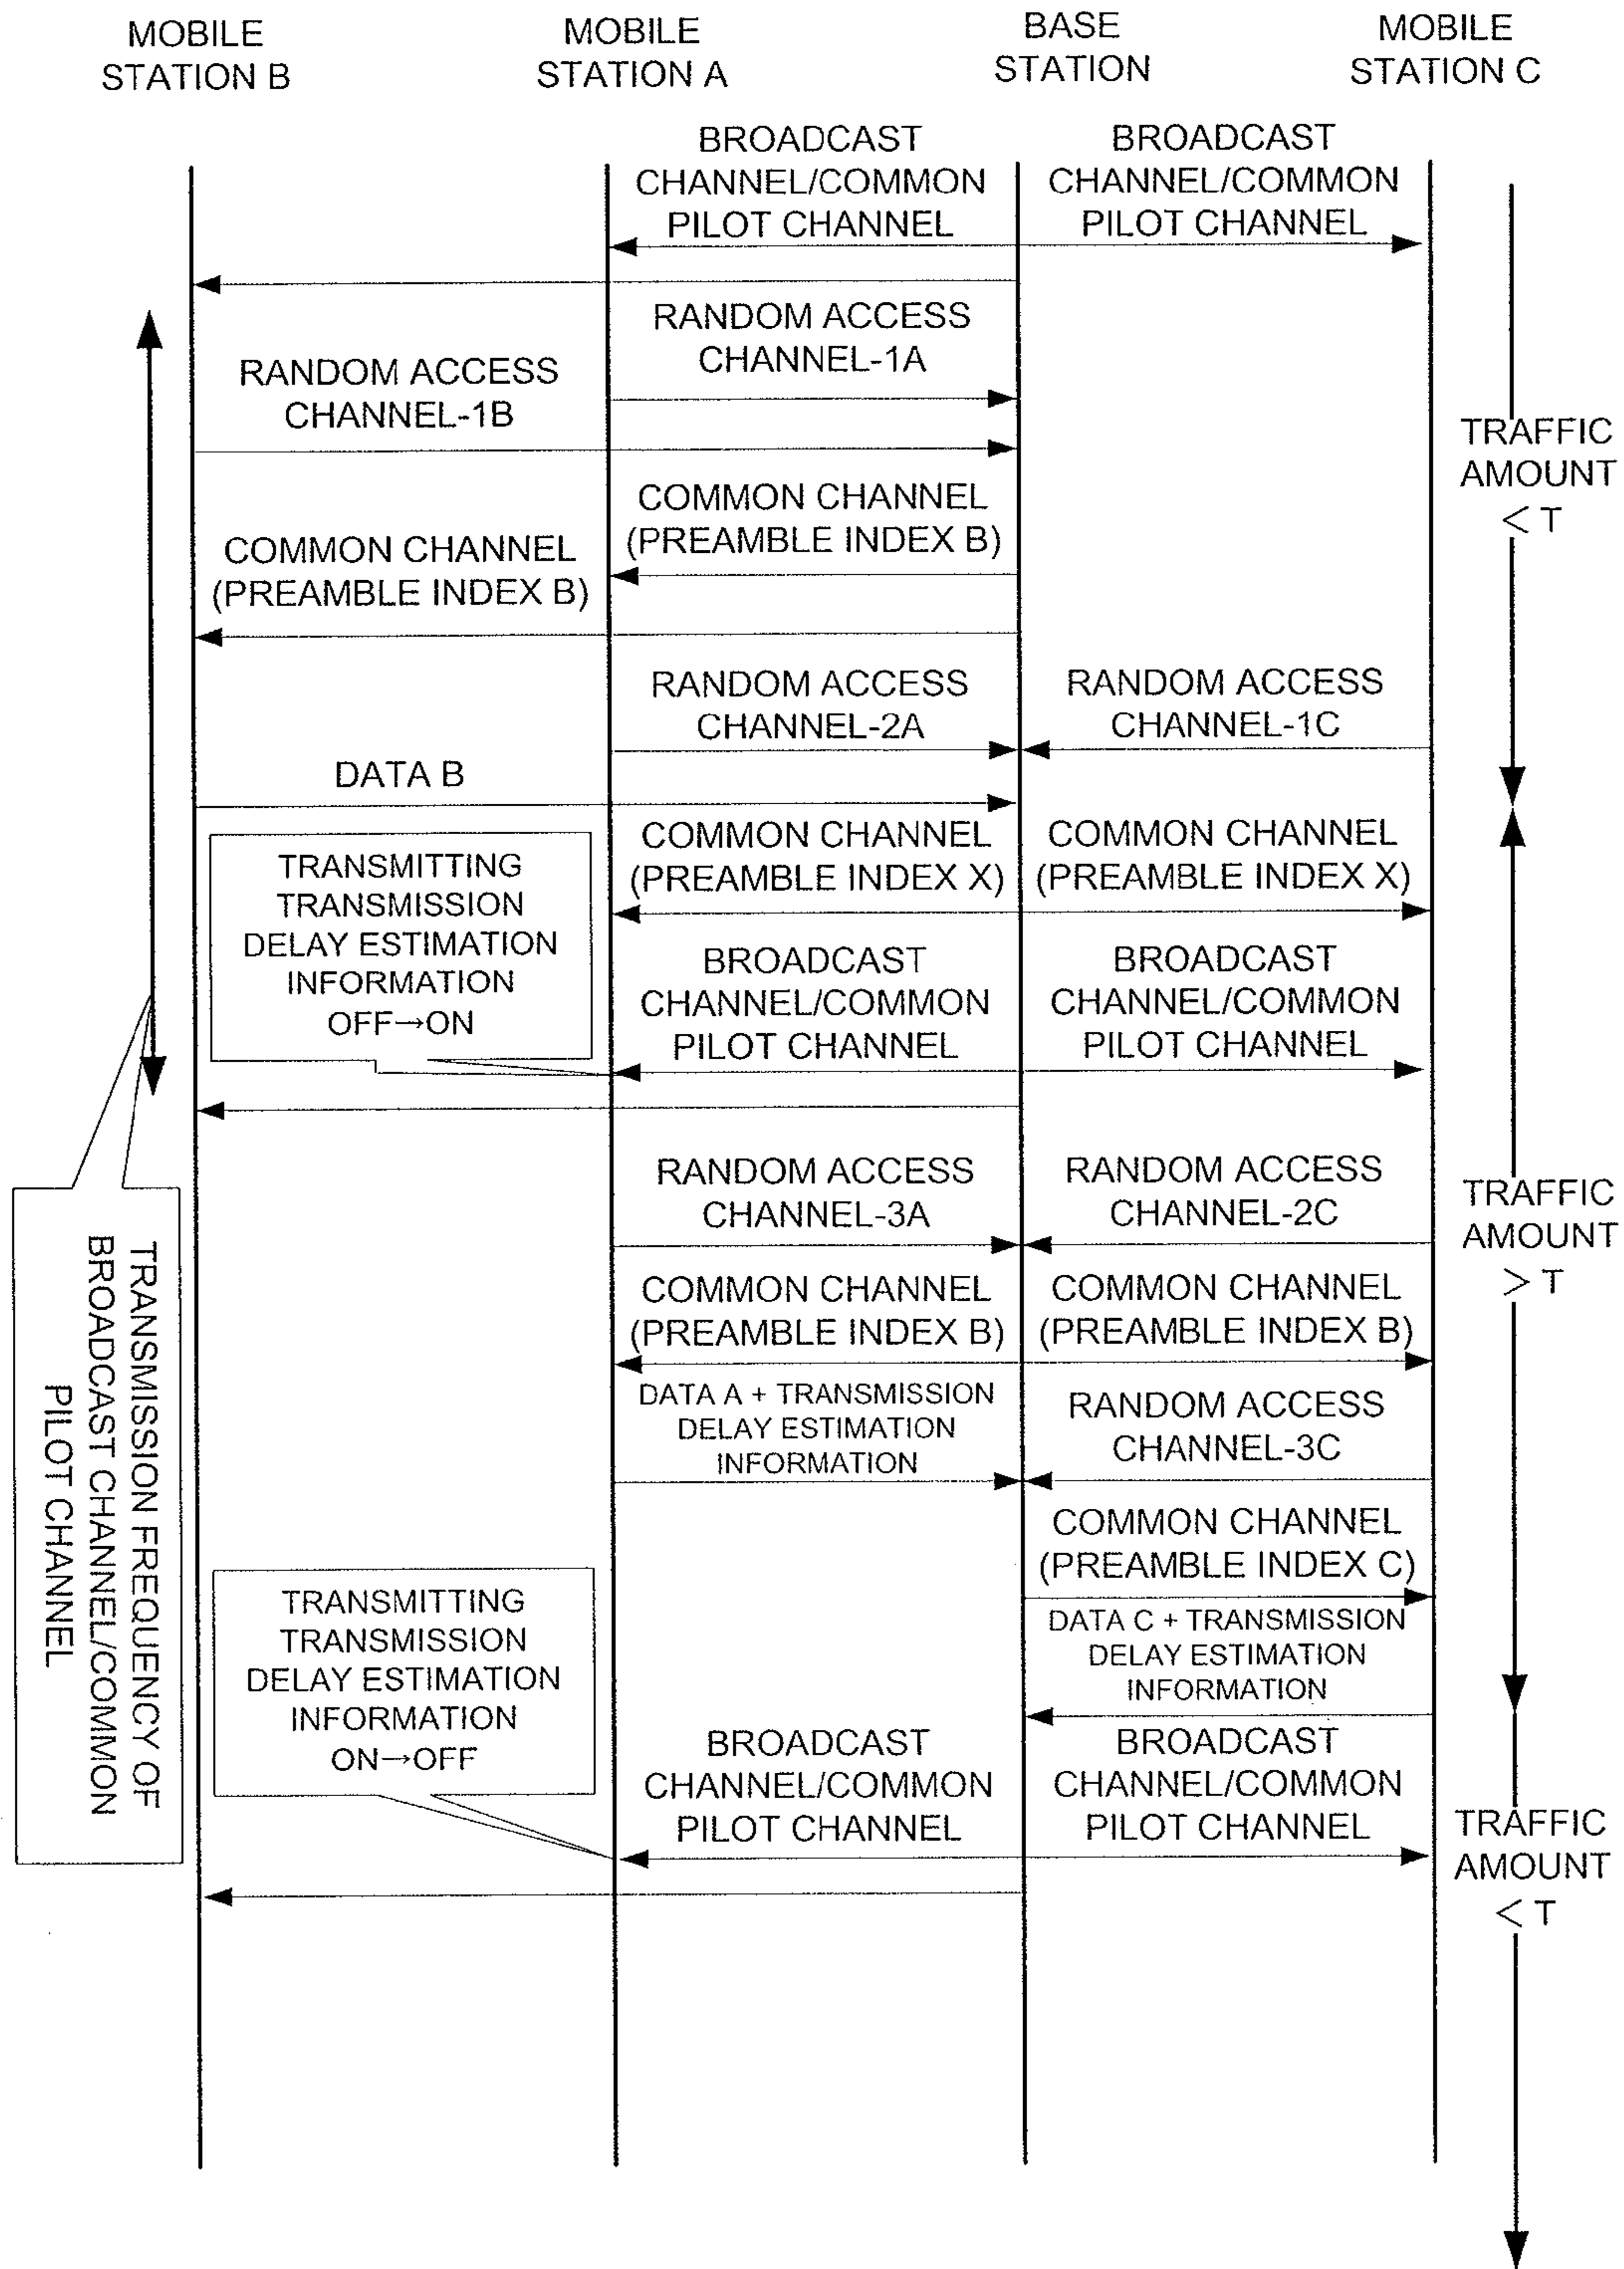 MOBILE
STATION B
MOBILE
STATION A
BASE
STATION
MOBILE
STATION C
BROADCAST
CHANNEL/COMMON
PILOT CHANNEL
BROADCAST
CHANNEL/COMMON
PILOT CHANNEL
RANDOM ACCESS
CHANNEL-1A
RANDOM ACCESS
CHANNEL-1B
TRAFFIC
AMOUNT
< T
COMMON CHANNEL
(PREAMBLE INDEX B)
COMMON CHANNEL
(PREAMBLE INDEX B)
RANDOM ACCESS
CHANNEL-2A
RANDOM ACCESS
CHANNEL-1C
DATA B
COMMON CHANNEL
(PREAMBLE INDEX X)
COMMON CHANNEL
(PREAMBLE INDEX X)
TRANSMITTING
TRANSMISSION
DELAY ESTIMATION
INFORMATION
OFF→ON
BROADCAST
CHANNEL/COMMON
PILOT CHANNEL
BROADCAST
CHANNEL/COMMON
PILOT CHANNEL
RANDOM ACCESS
CHANNEL-3A
RANDOM ACCESS
CHANNEL-2C
TRAFFIC
AMOUNT
> T
TRANSMISSION FREQUENCY OF
BROADCAST CHANNEL/COMMON
PILOT CHANNEL
COMMON CHANNEL
(PREAMBLE INDEX B)
COMMON CHANNEL
(PREAMBLE INDEX B)
DATA A + TRANSMISSION
DELAY ESTIMATION
INFORMATION
RANDOM ACCESS
CHANNEL-3C
COMMON CHANNEL
(PREAMBLE INDEX C)
TRANSMITTING
TRANSMISSION
DELAY ESTIMATION
INFORMATION
ON→OFF
DATA C + TRANSMISSION
DELAY ESTIMATION
INFORMATION
BROADCAST
CHANNEL/COMMON
PILOT CHANNEL
BROADCAST
CHANNEL/COMMON
PILOT CHANNEL
TRAFFIC
AMOUNT
< T